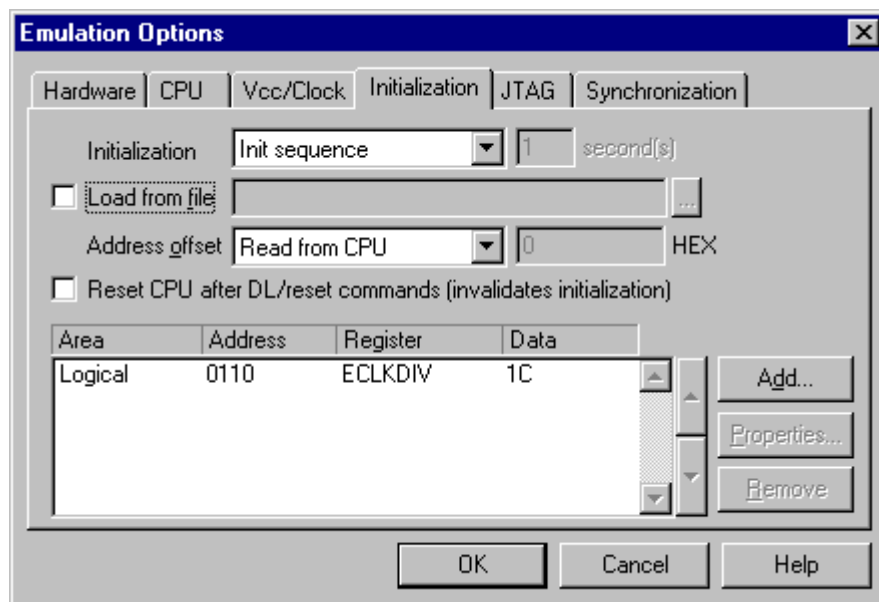 Emulation Options
Hardware CPU Vcc/Clock Initialization JTAG Synchronization
Initialization Init sequence 1 second(s)
Load from file ...
Address offset Read from CPU 0 HEX
Reset CPU after DL/reset commands (invalidates initialization)
Area Address Register Data
Logical 0110 ECLKDIV 1C
Add...
Properties...
Remove
OK Cancel Help